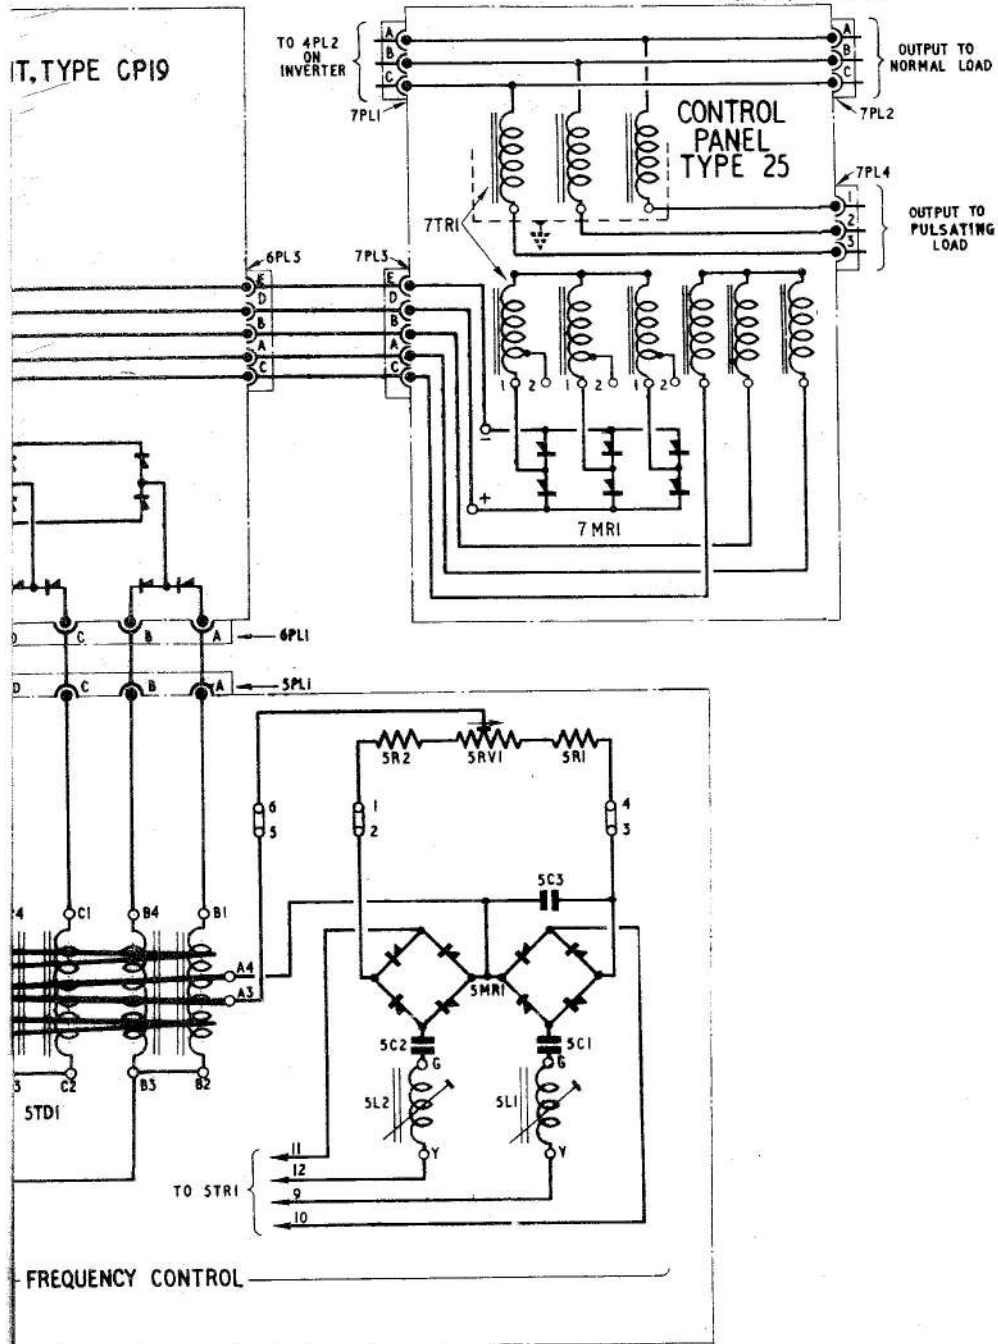 TO 4PL2
ON
INVERTER
A
B
C
7PL1
A
B
C
OUTPUT TO
NORMAL LOAD
7PL2
IT, TYPE CP19
CONTROL
PANEL
TYPE 25
7PL4
1
2
3
OUTPUT TO
PULSATING
LOAD
7TR1
6PL3
7PL3
E
D
B
A
C
E
D
B
A
C
1 2 1 2 1 2
−
+
7 MR1
D C B A 6PL1
D C B A 5PL1
5R2 5RV1 5R1
6
5
1
2
4
3
5C3
C1 B4 B1
A4
A3
5MR1
5C2 5C1
G G
5L2 5L1
Y Y
3 C2 B3 B2
5TD1
TO 5TR1
11
12
9
10
FREQUENCY CONTROL